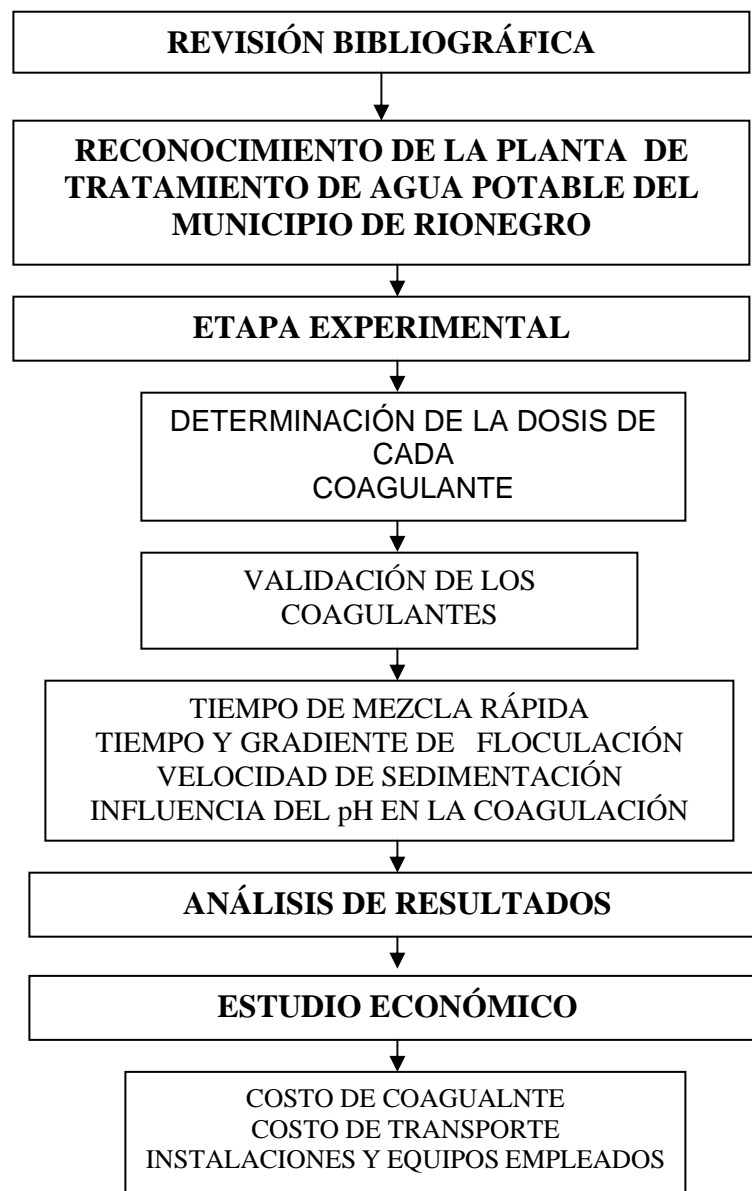 REVISIÓN BIBLIOGRÁFICA
RECONOCIMIENTO DE LA PLANTA DE
TRATAMIENTO DE AGUA POTABLE DEL
MUNICIPIO DE RIONEGRO
ETAPA EXPERIMENTAL
DETERMINACIÓN DE LA DOSIS DE
CADA
COAGULANTE
VALIDACIÓN DE LOS
COAGULANTES
TIEMPO DE MEZCLA RÁPIDA
TIEMPO Y GRADIENTE DE FLOCULACIÓN
VELOCIDAD DE SEDIMENTACIÓN
INFLUENCIA DEL pH EN LA COAGULACIÓN
ANÁLISIS DE RESULTADOS
ESTUDIO ECONÓMICO
COSTO DE COAGUALNTE
COSTO DE TRANSPORTE
INSTALACIONES Y EQUIPOS EMPLEADOS